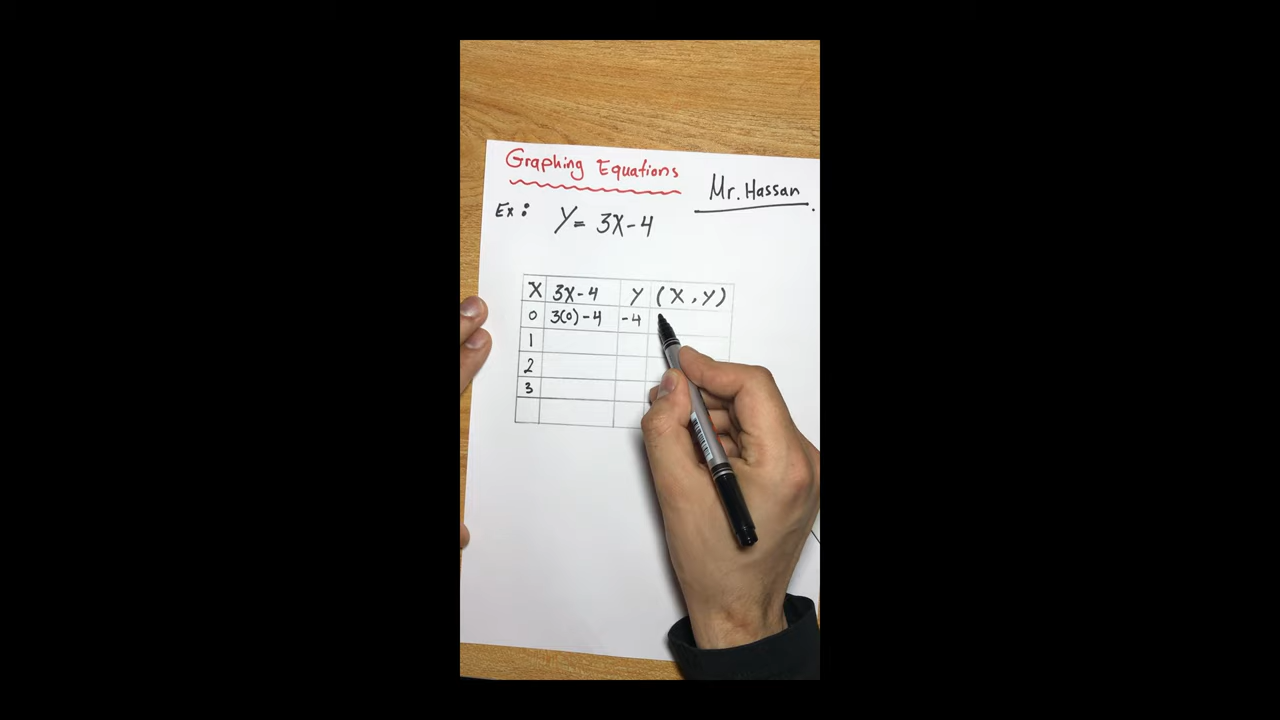 Graphing Equations
Mr. Hassan
Ex: Y= 3X-4
X 3X-4 Y (X,Y)
0 3(0)-4 -4
1
2
3